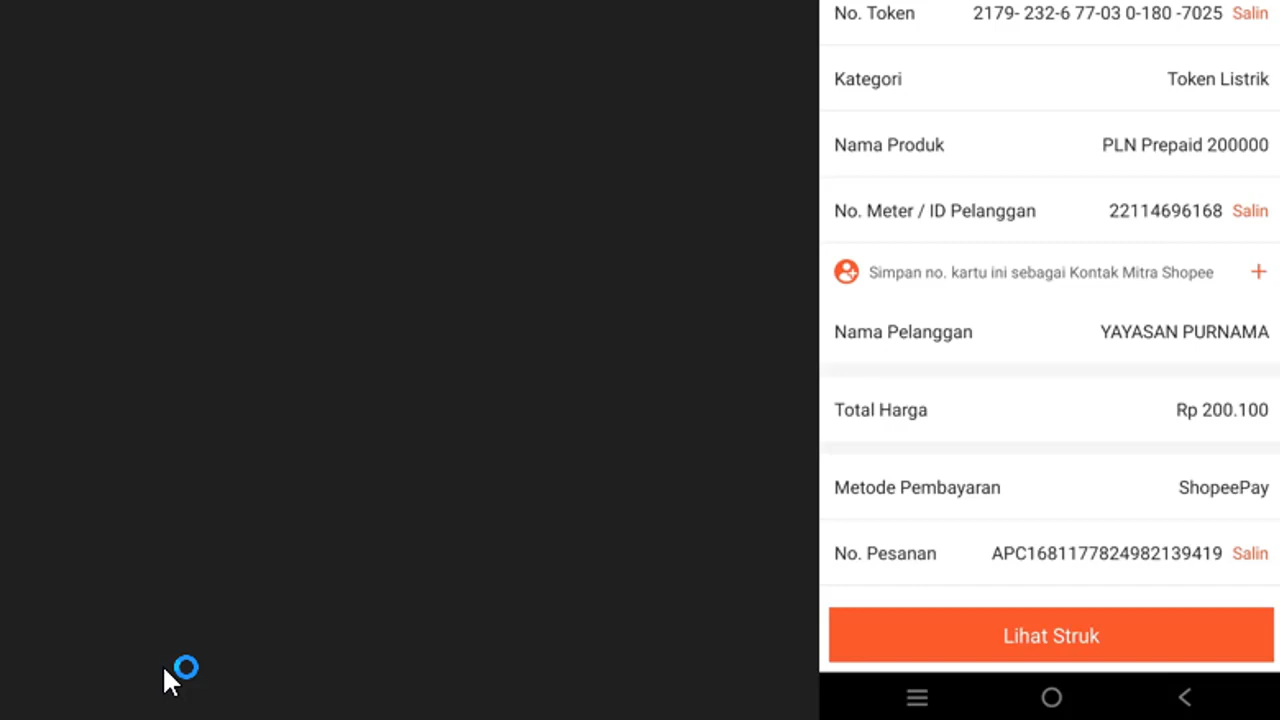 No. Token 2179- 232-6 77-03 0-180 -7025 Salin
Kategori Token Listrik
Nama Produk PLN Prepaid 200000
No. Meter / ID Pelanggan 22114696168 Salin
Simpan no. kartu ini sebagai Kontak Mitra Shopee +
Nama Pelanggan YAYASAN PURNAMA
Total Harga Rp 200.100
Metode Pembayaran ShopeePay
No. Pesanan APC1681177824982139419 Salin
Lihat Struk